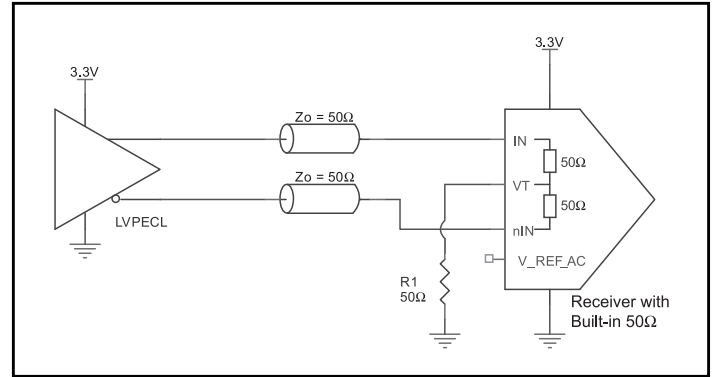 3.3V
3.3V
Zo = 50Ω
IN
50Ω
Zo = 50Ω
VT
50Ω
LVPECL
nIN
V_REF_AC
R1
50Ω
Receiver with
Built-in 50Ω